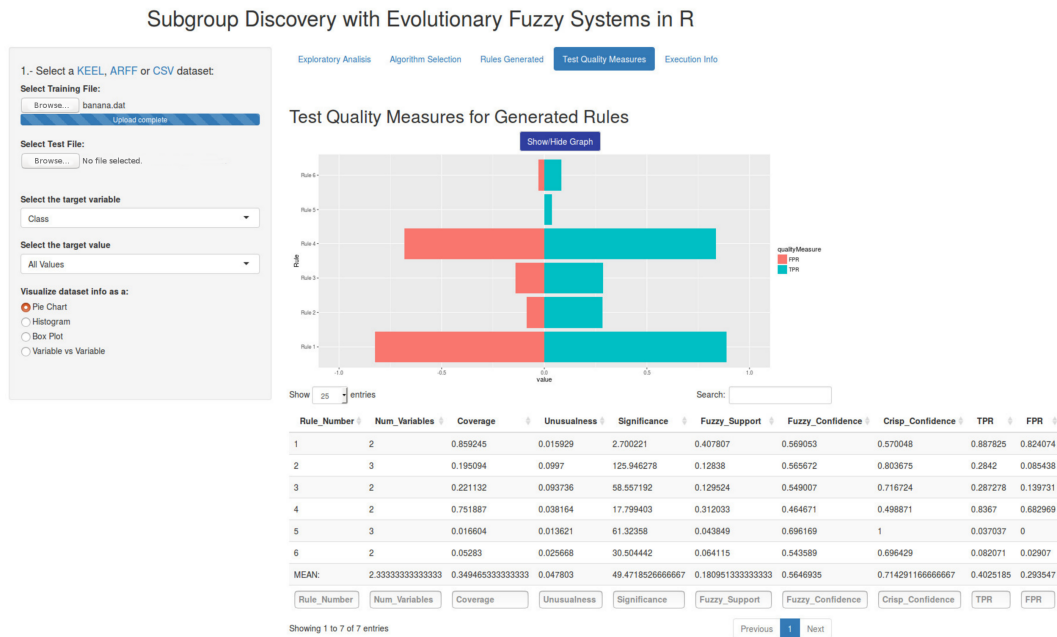 Subgroup Discovery with Evolutionary Fuzzy Systems in R
1.- Select a KEEL, ARFF or CSV dataset:
Select Training File:
Browse... banana.dat
Upload complete
Select Test File:
Browse... No file selected.
Select the target variable
Class
Select the target value
All Values
Visualize dataset info as a:
Pie Chart
Histogram
Box Plot
Variable vs Variable
Exploratory Analisis Algorithm Selection Rules Generated Test Quality Measures Execution Info
Test Quality Measures for Generated Rules
Show/Hide Graph
Rule
Rule 6
Rule 5
Rule 4
Rule 3
Rule 2
Rule 1
-1.0 -0.5 0.0 0.5 1.0
value
qualityMeasure
FPR
TPR
Show 25 entries Search:
Rule_Number Num_Variables Coverage Unusualness Significance Fuzzy_Support Fuzzy_Confidence Crisp_Confidence TPR FPR
1 2 0.859245 0.015929 2.700221 0.407807 0.569053 0.570048 0.887825 0.824074
2 3 0.195094 0.0997 125.946278 0.12838 0.565672 0.803675 0.2842 0.085438
3 2 0.221132 0.093736 58.557192 0.129524 0.549007 0.716724 0.287278 0.139731
4 2 0.751887 0.038164 17.799403 0.312033 0.464671 0.498871 0.8367 0.682969
5 3 0.016604 0.013621 61.32358 0.043849 0.696169 1 0.037037 0
6 2 0.05283 0.025668 30.504442 0.064115 0.543589 0.696429 0.082071 0.02907
MEAN: 2.33333333333333 0.349465333333333 0.047803 49.4718526666667 0.180951333333333 0.5646935 0.714291166666667 0.4025185 0.293547
Rule_Number Num_Variables Coverage Unusualness Significance Fuzzy_Support Fuzzy_Confidence Crisp_Confidence TPR FPR
Showing 1 to 7 of 7 entries Previous 1 Next